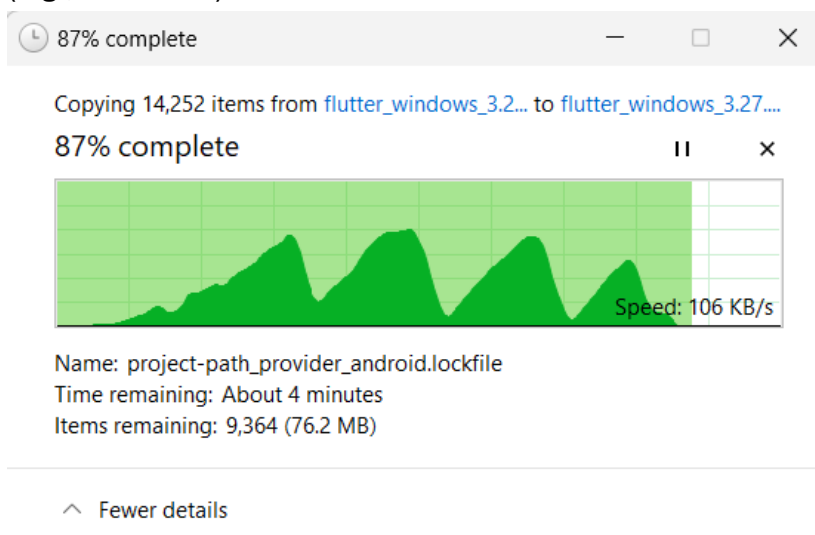 87% complete
Copying 14,252 items from flutter_windows_3.2... to flutter_windows_3.27....
87% complete
Speed: 106 KB/s
Name: project-path_provider_android.lockfile
Time remaining: About 4 minutes
Items remaining: 9,364 (76.2 MB)
Fewer details